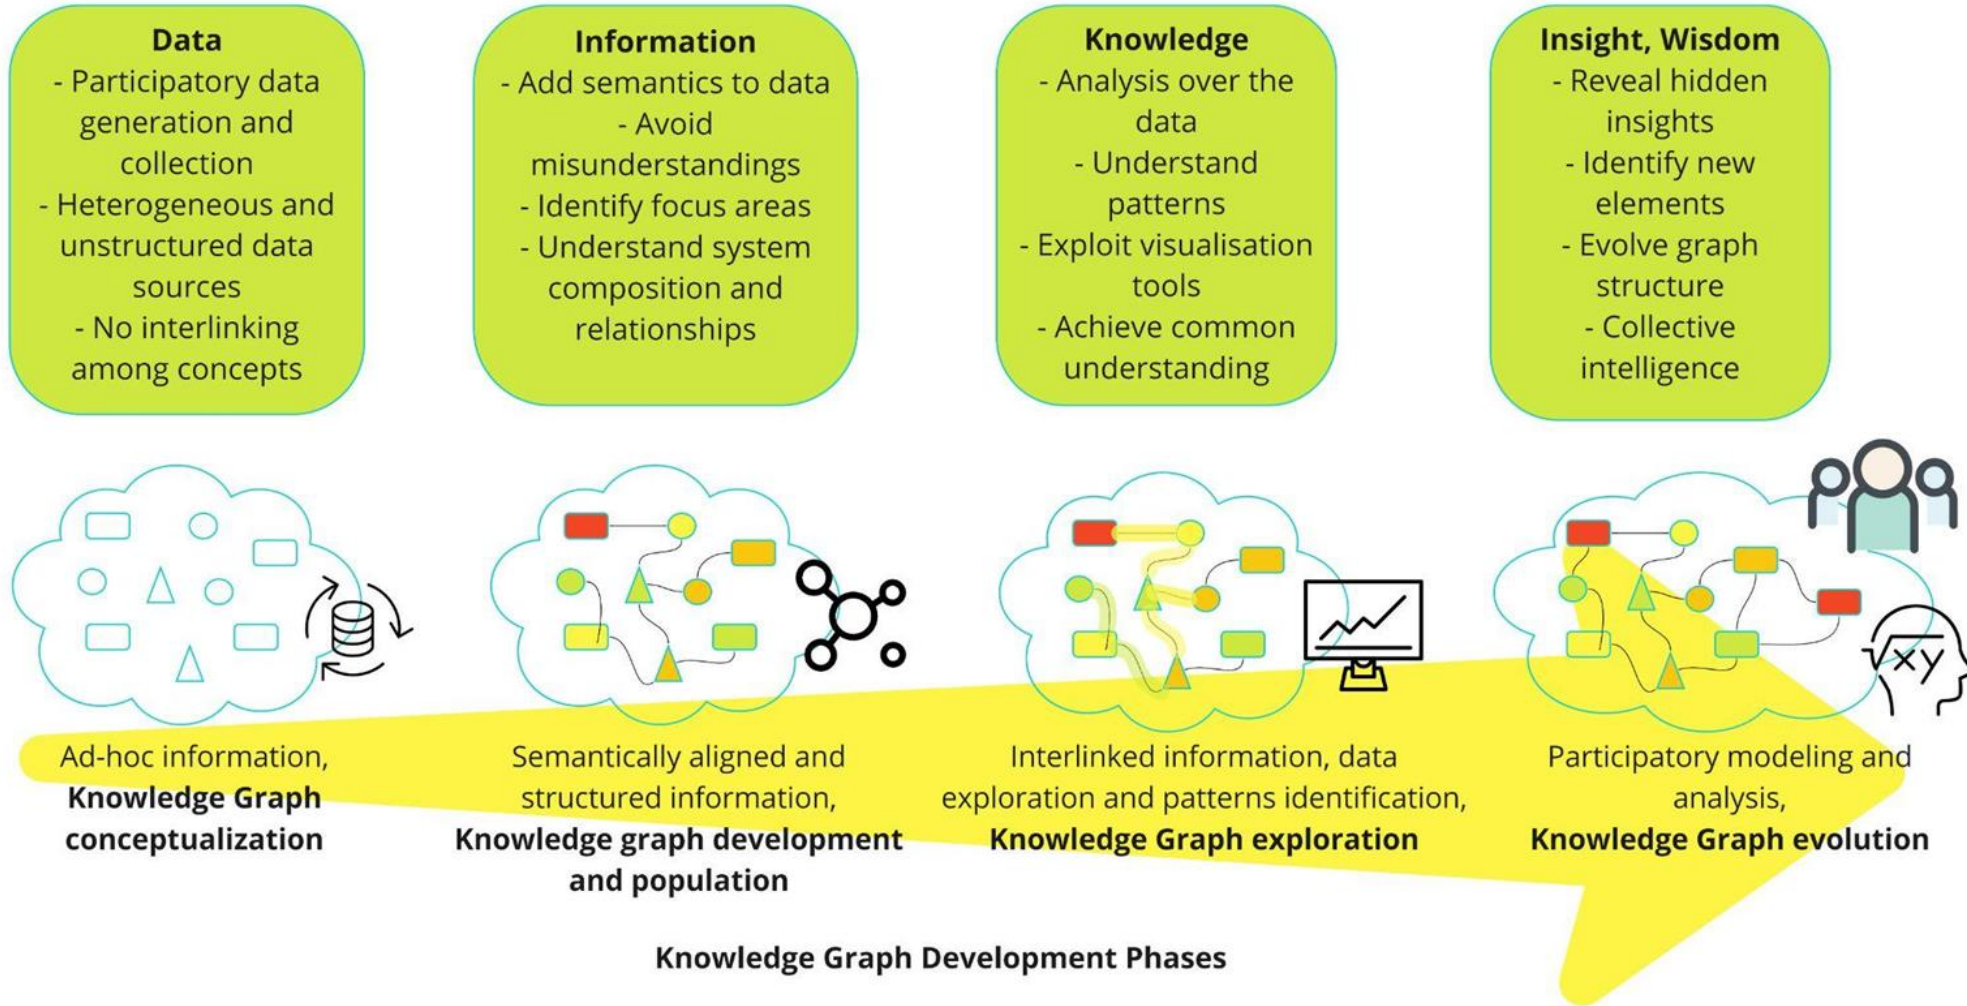 Data
- Participatory data
generation and
collection
- Heterogeneous and
unstructured data
sources
- No interlinking
among concepts
Information
- Add semantics to data
- Avoid
misunderstandings
- Identify focus areas
- Understand system
composition and
relationships
Knowledge
- Analysis over the
data
- Understand
patterns
- Exploit visualisation
tools
- Achieve common
understanding
Insight, Wisdom
- Reveal hidden
insights
- Identify new
elements
- Evolve graph
structure
- Collective
intelligence
√xy
Ad-hoc information,
Knowledge Graph
conceptualization
Semantically aligned and
structured information,
Knowledge graph development
and population
Interlinked information, data
exploration and patterns identification,
Knowledge Graph exploration
Participatory modeling and
analysis,
Knowledge Graph evolution
Knowledge Graph Development Phases